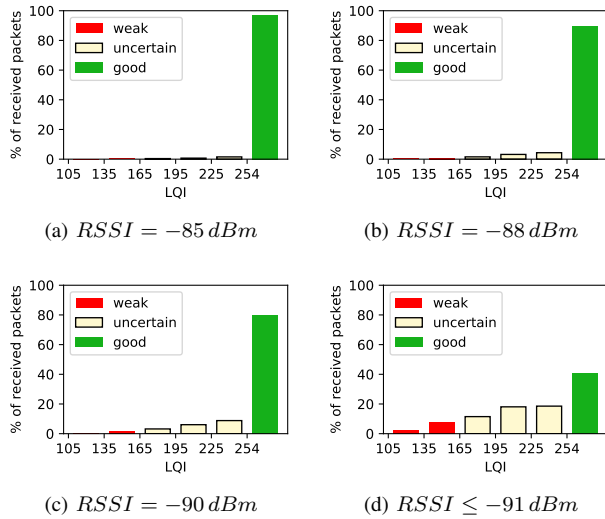 % of received packets
100
80
60
40
20
0
weak
uncertain
good
105 135 165 195 225 254
LQI
(a) RSSI = −85 dBm
% of received packets
100
80
60
40
20
0
weak
uncertain
good
105 135 165 195 225 254
LQI
(b) RSSI = −88 dBm
% of received packets
100
80
60
40
20
0
weak
uncertain
good
105 135 165 195 225 254
LQI
(c) RSSI = −90 dBm
% of received packets
100
80
60
40
20
0
weak
uncertain
good
105 135 165 195 225 254
LQI
(d) RSSI ≤ −91 dBm